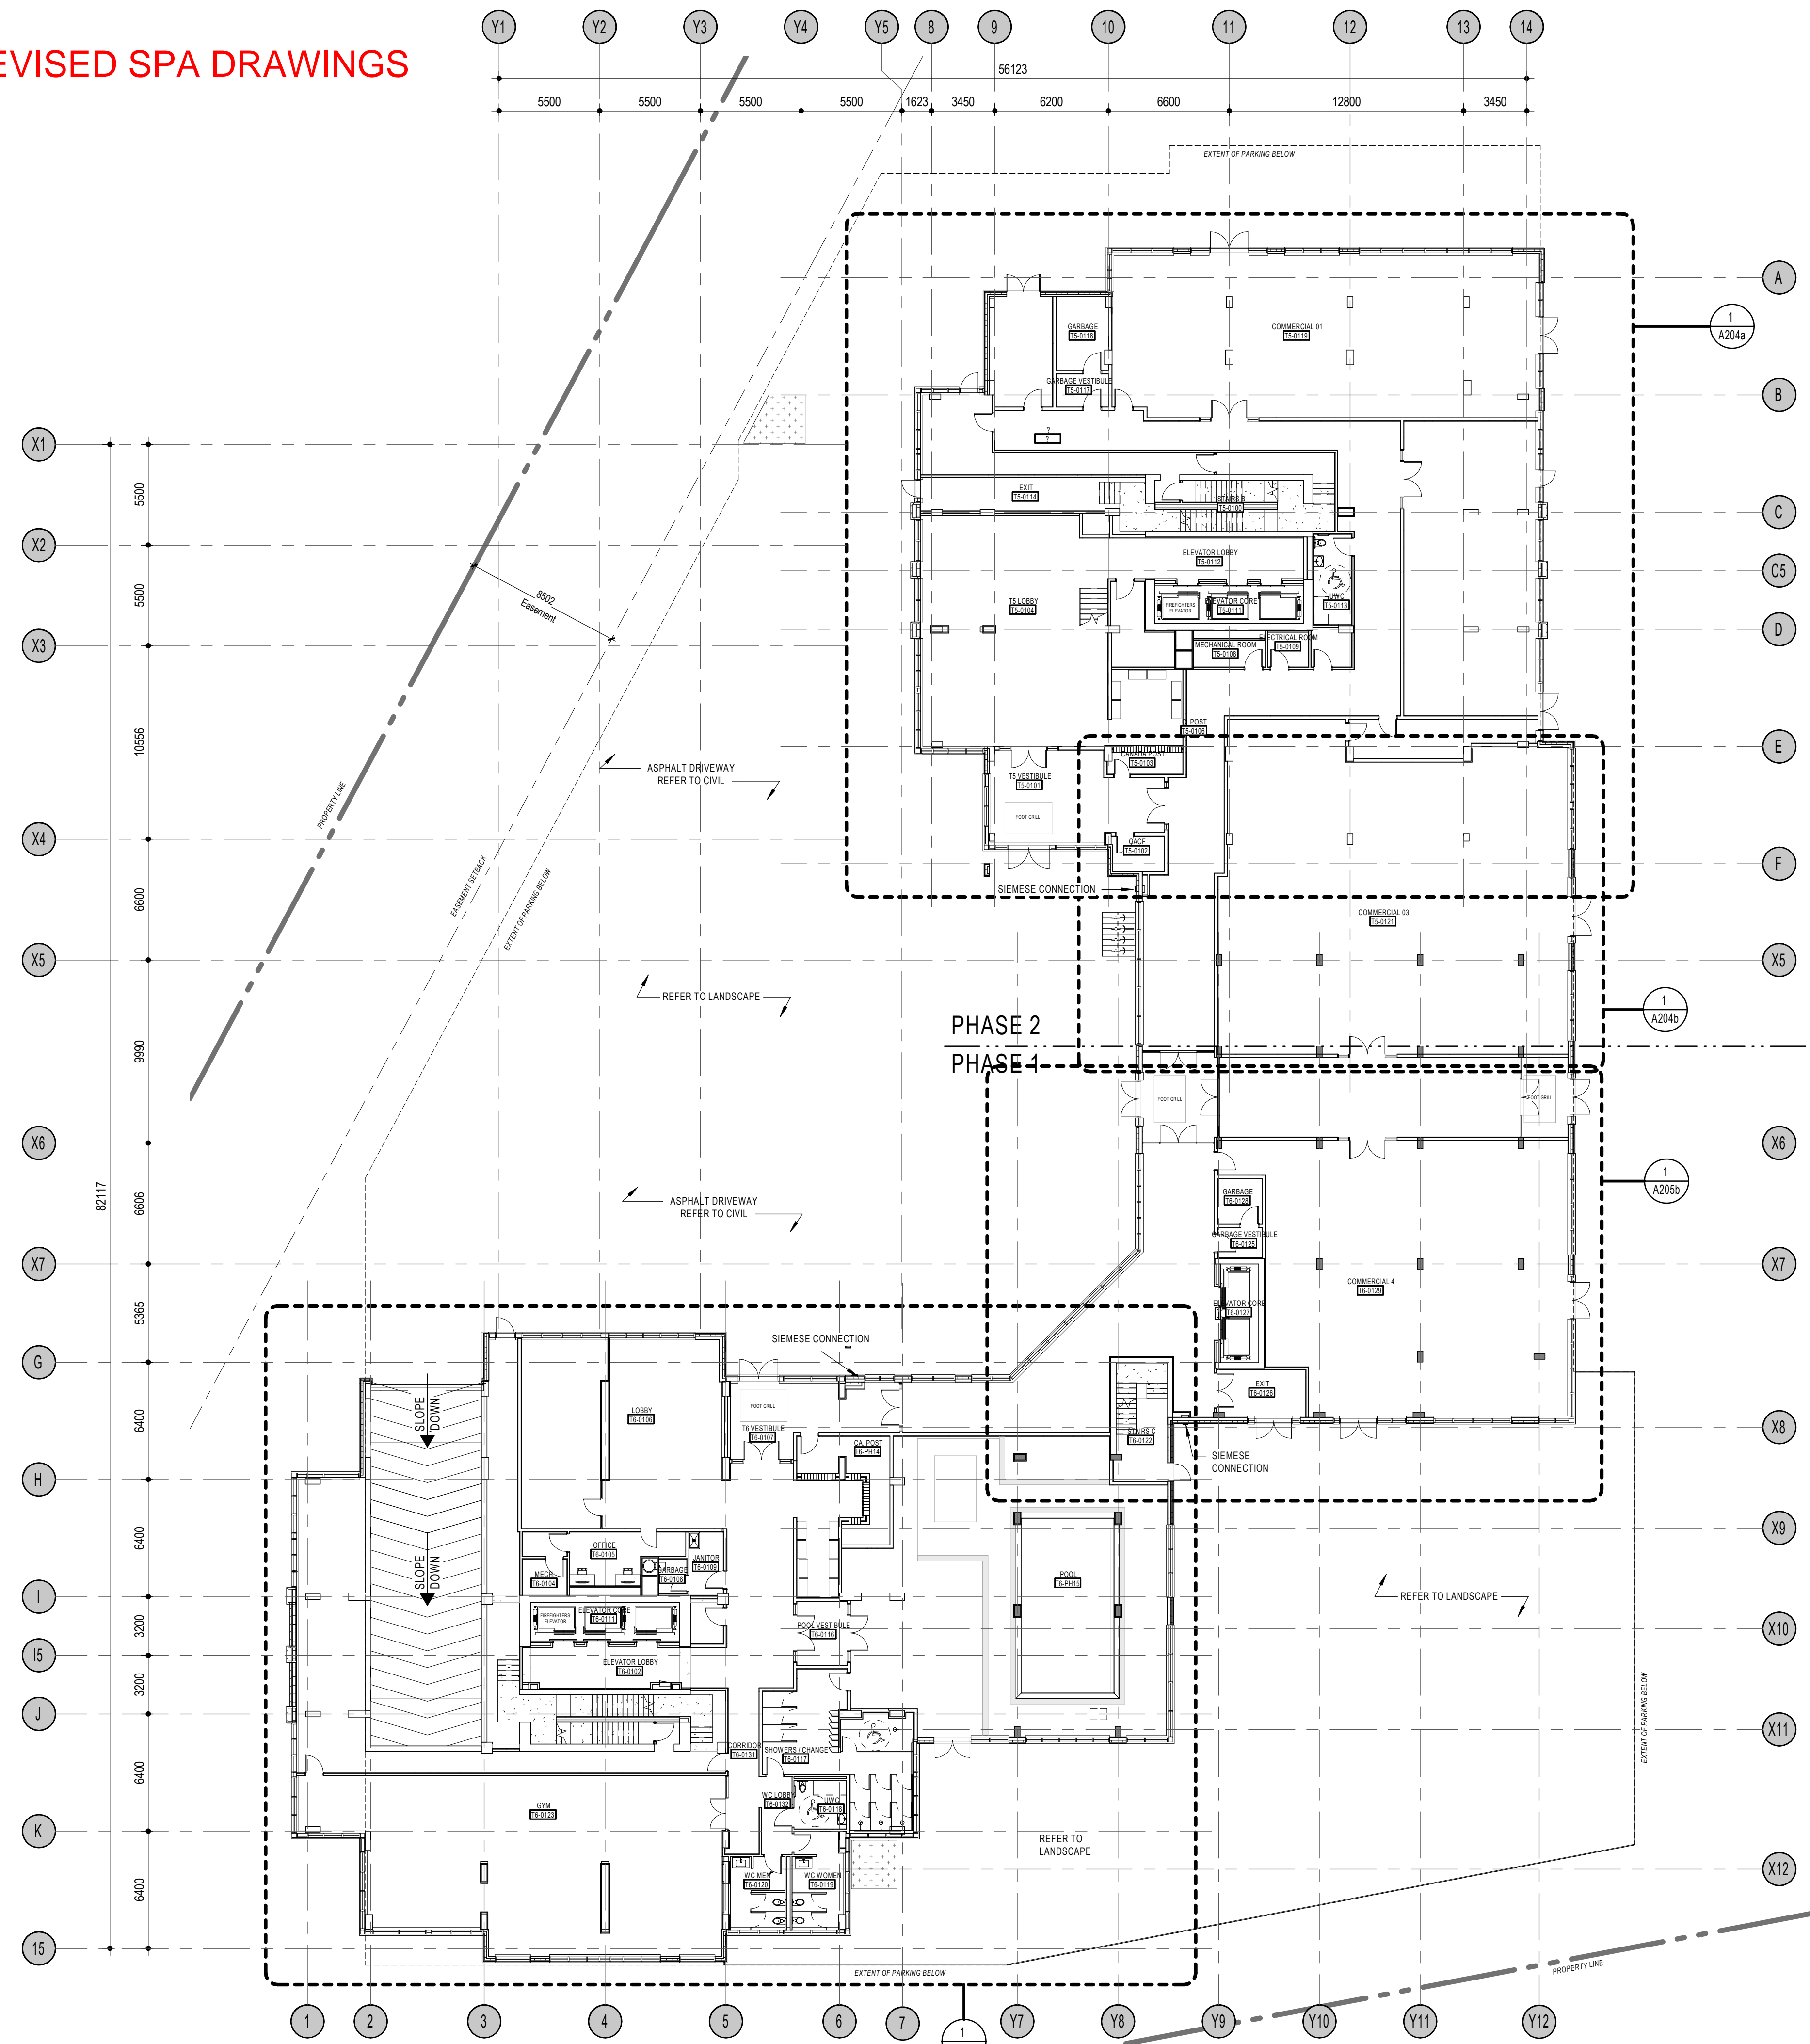 EVISED SPA DRAWINGS
Y1
Y2
Y3
Y4
Y5
8
9
10
11
12
13
14
56123
5500
5500
5500
5500
1623
3450
6200
6600
12800
3450
EXTENT OF PARKING BELOW
A
1
A204a
GARBAGE
T5-0118
COMMERCIAL 01
T5-0119
GARBAGE VESTIBULE
T5-0117
B
?
?
X1
5500
EXIT
T5-0114
STAIRS B
T5-0100
C
X2
ELEVATOR LOBBY
T5-0112
C5
5500
8502
Easement
T5 LOBBY
T5-0104
FIREFIGHTERS
ELEVATOR
ELEVATOR CORE
T5-0111
UWC
T5-0113
D
X3
MECHANICAL ROOM
T5-0108
ELECTRICAL ROOM
T5-0109
10556
POST
T5-0106
E
CANADA POST
T5-0103
ASPHALT DRIVEWAY
REFER TO CIVIL
T5 VESTIBULE
T5-0101
PROPERTY LINE
FOOT GRILL
X4
CACF
T5-0102
F
EASEMENT SETBACK
EXTENT OF PARKING BELOW
6600
SIEMESE CONNECTION
COMMERCIAL 03
T5-0121
X5
X5
REFER TO LANDSCAPE
1
A204b
PHASE 2
PHASE 1
9990
FOOT GRILL
FOOT GRILL
X6
X6
82117
6606
ASPHALT DRIVEWAY
REFER TO CIVIL
GARBAGE
T6-0128
1
A205b
GARBAGE VESTIBULE
T6-0125
X7
X7
COMMERCIAL 4
T6-0129
5365
ELEVATOR CORE
T6-0127
SIEMESE CONNECTION
G
EXIT
T6-0126
6400
SLOPE
DOWN
LOBBY
T6-0106
FOOT GRILL
T6 VESTIBULE
T6-0107
CA. POST
T6-PH14
STAIRS C
T6-0122
X8
SIEMESE
CONNECTION
H
6400
X9
SLOPE
DOWN
OFFICE
T6-0105
JANITOR
T6-0109
MECH
T6-0104
GARBAGE
T6-0108
POOL
T6-PH15
I
REFER TO LANDSCAPE
3200
FIREFIGHTERS
ELEVATOR
ELEVATOR CORE
T6-0111
POOL VESTIBULE
T6-0116
X10
I5
ELEVATOR LOBBY
T6-0102
3200
EXTENT OF PARKING BELOW
J
X11
CORRIDOR
T6-0131
SHOWERS / CHANGE
T6-0117
6400
GYM
T6-0123
WC LOBBY
T6-0132
UWC
T6-0118
K
REFER TO
LANDSCAPE
X12
6400
WC MEN
T6-0120
WC WOMEN
T6-0119
15
EXTENT OF PARKING BELOW
PROPERTY LINE
1
2
3
4
5
6
7
Y7
Y8
Y9
Y10
Y11
Y12
1